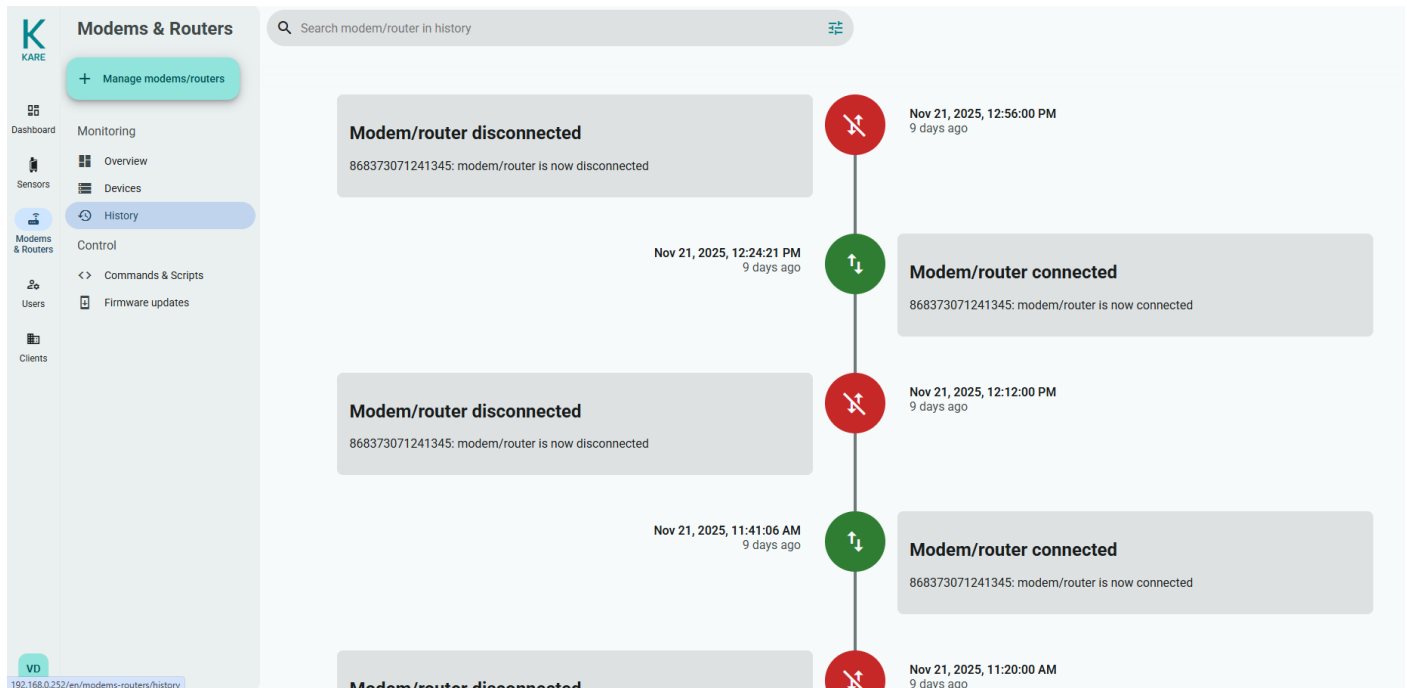 K
KARE
Dashboard
Sensors
Modems
& Routers
Users
Clients
VD
192.168.0.252/en/modems-routers/history
Modems & Routers
+ Manage modems/routers
Monitoring
Overview
Devices
History
Control
Commands & Scripts
Firmware updates
Search modem/router in history
Modem/router disconnected
868373071241345: modem/router is now disconnected
Nov 21, 2025, 12:56:00 PM
9 days ago
Nov 21, 2025, 12:24:21 PM
9 days ago
Modem/router connected
868373071241345: modem/router is now connected
Modem/router disconnected
868373071241345: modem/router is now disconnected
Nov 21, 2025, 12:12:00 PM
9 days ago
Nov 21, 2025, 11:41:06 AM
9 days ago
Modem/router connected
868373071241345: modem/router is now connected
Modem/router disconnected
Nov 21, 2025, 11:20:00 AM
9 days ago